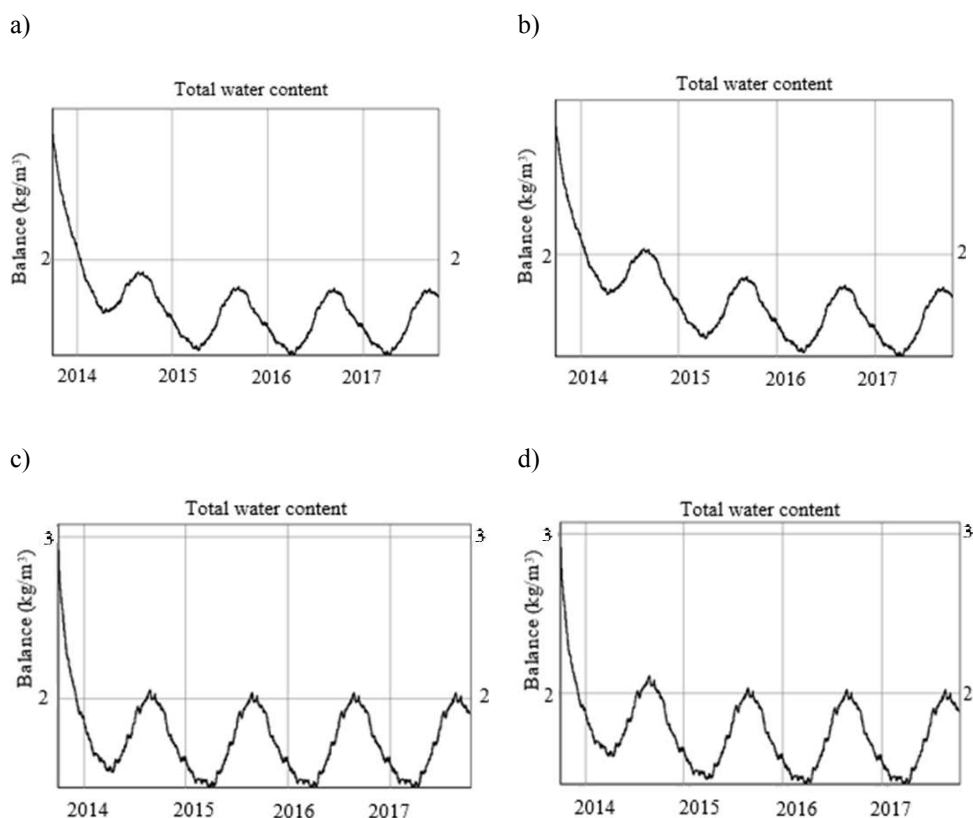 a)
Total water content
Balance (kg/m³)
2
2
2014 2015 2016 2017
b)
Total water content
Balance (kg/m³)
2
2
2014 2015 2016 2017
c)
Total water content
Balance (kg/m³)
3
3
2
2
2014 2015 2016 2017
d)
Total water content
Balance (kg/m³)
3
3
2
2
2014 2015 2016 2017